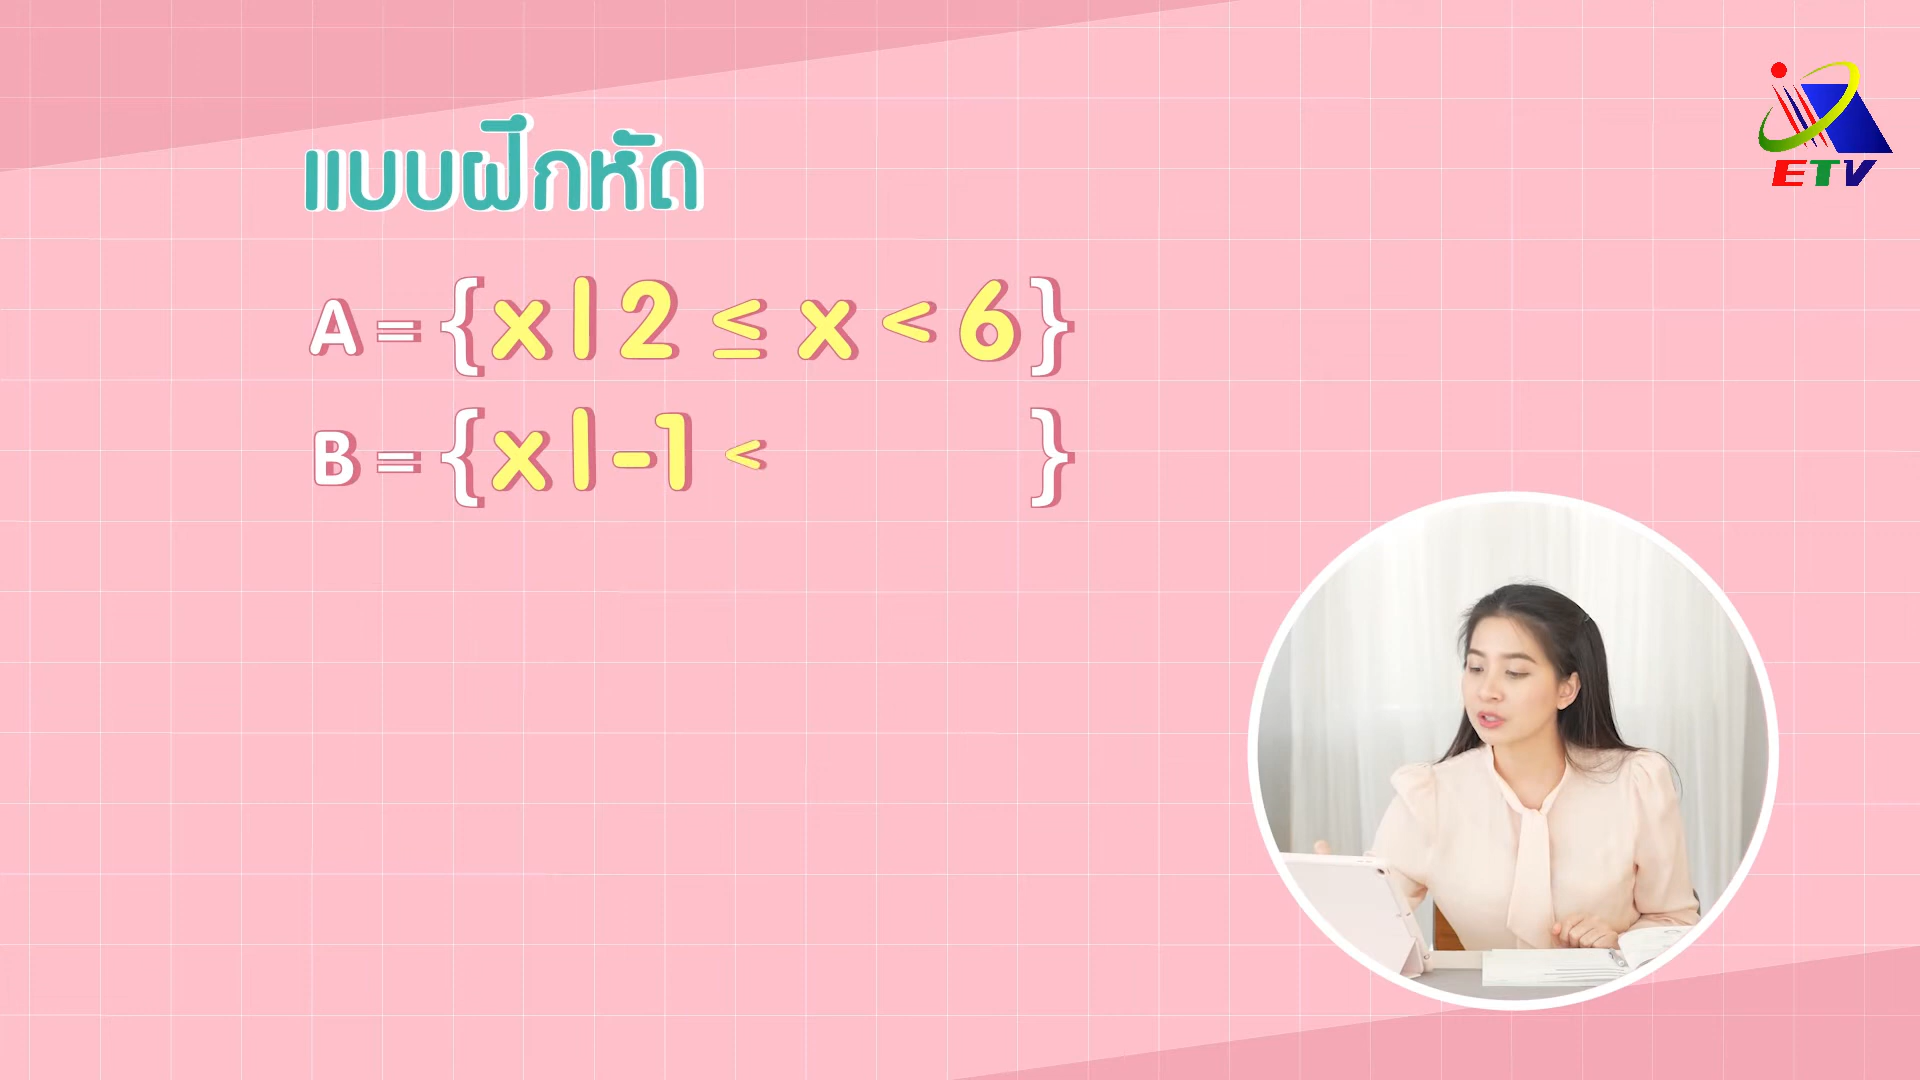 ETV
แบบฝึกหัด
A = {x | 2 ≤ x < 6}
B = {x | -1 < }